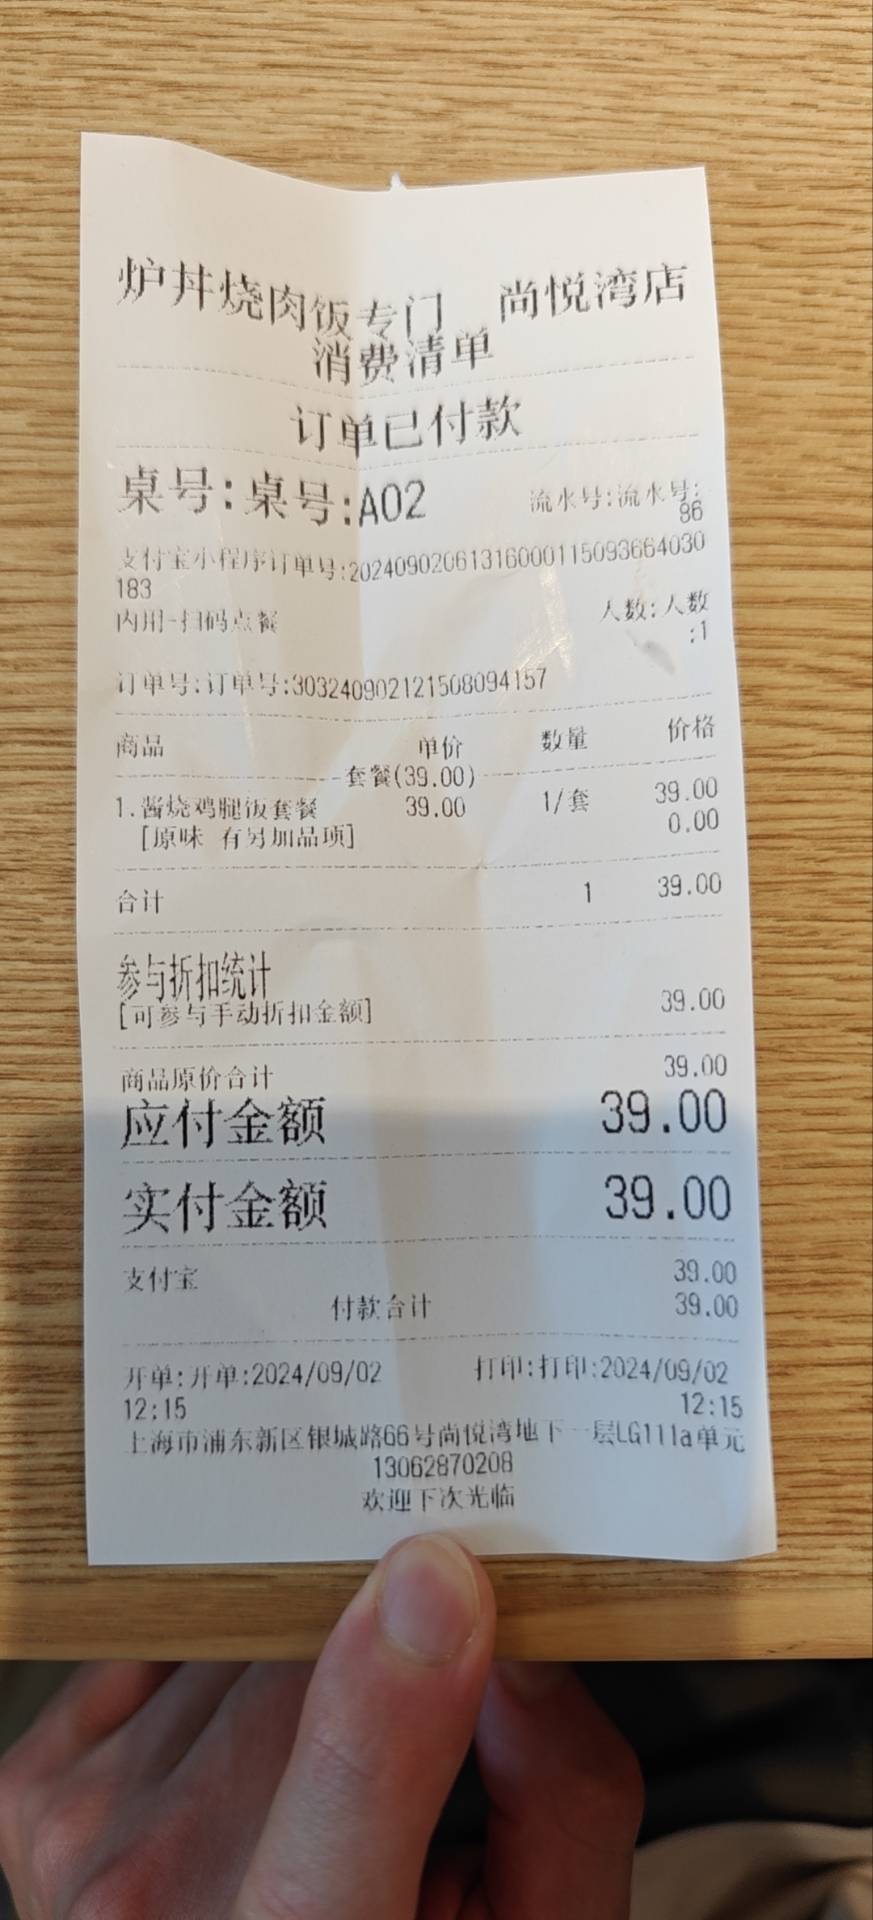 炉丼烧肉饭专门 尚悦湾店
消费清单
订单已付款
桌号:桌号:A02 流水号:流水号:
86
支付宝小程序订单号:2024090206131600011509366403​0
183
内用-扫码点餐 人数:人数
:1
订单号:订单号:3032409021215080941​57
商品 单价 数量 价格
套餐(39.00)
1.酱烧鸡腿饭套餐 39.00 1/套 39.00
[原味 有另加品项] 0.00
合计 1 39.00
参与折扣统计
[可参与手动折扣金额] 39.00
商品原价合计 39.00
应付金额 39.00
实付金额 39.00
支付宝 39.00
付款合计 39.00
开单:开单:2024/09/02 打印:打印:2024/09/02
12:15 12:15
上海市浦东新区银城路66号尚悦湾地下一层LG111a单元
13062870208
欢迎下次光临